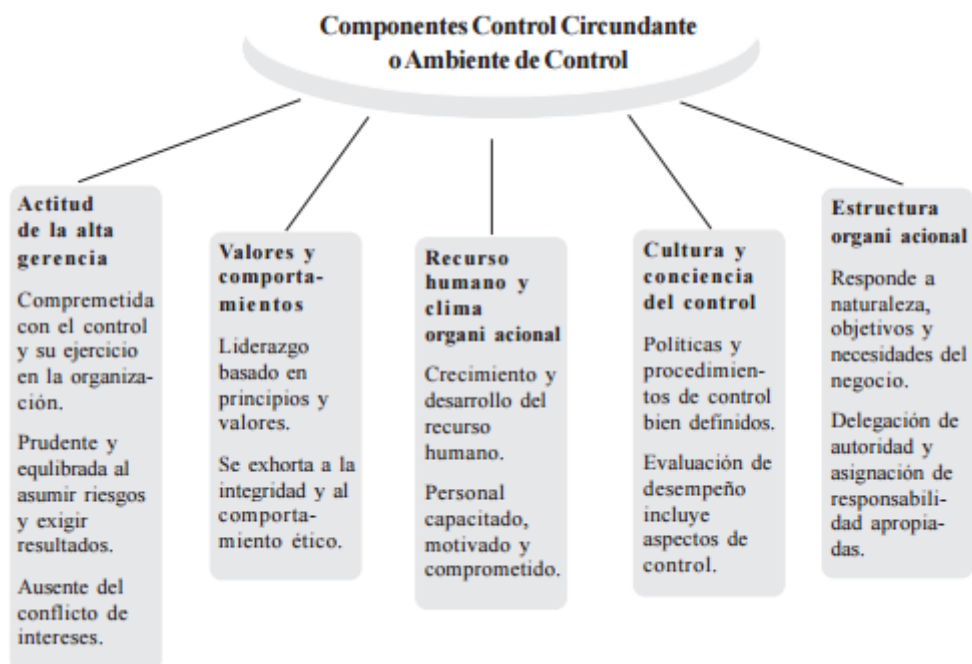 Componentes Control Circundante
o Ambiente de Control
Actitud
de la alta
gerencia
Compremetida
con el control
y su ejercicio
en la organiza-
ción.
Prudente y
equlibrada al
asumir riesgos
y exigir
resultados.
Ausente del
conflicto de
intereses.
Valores y
comporta-
mientos
Liderazgo
basado en
principios y
valores.
Se exhorta a la
integridad y al
comporta-
miento ético.
Recurso
humano y
clima
organi acional
Crecimiento y
desarrollo del
recurso
humano.
Personal
capacitado,
motivado y
comprometido.
Cultura y
conciencia
del control
Políticas y
procedimien-
tos de control
bien definidos.
Evaluación de
desempeño
incluye
aspectos de
control.
Estructura
organi acional
Responde a
naturaleza,
objetivos y
necesidades del
negocio.
Delegación de
autoridad y
asignación de
responsabili-
dad apropia-
das.